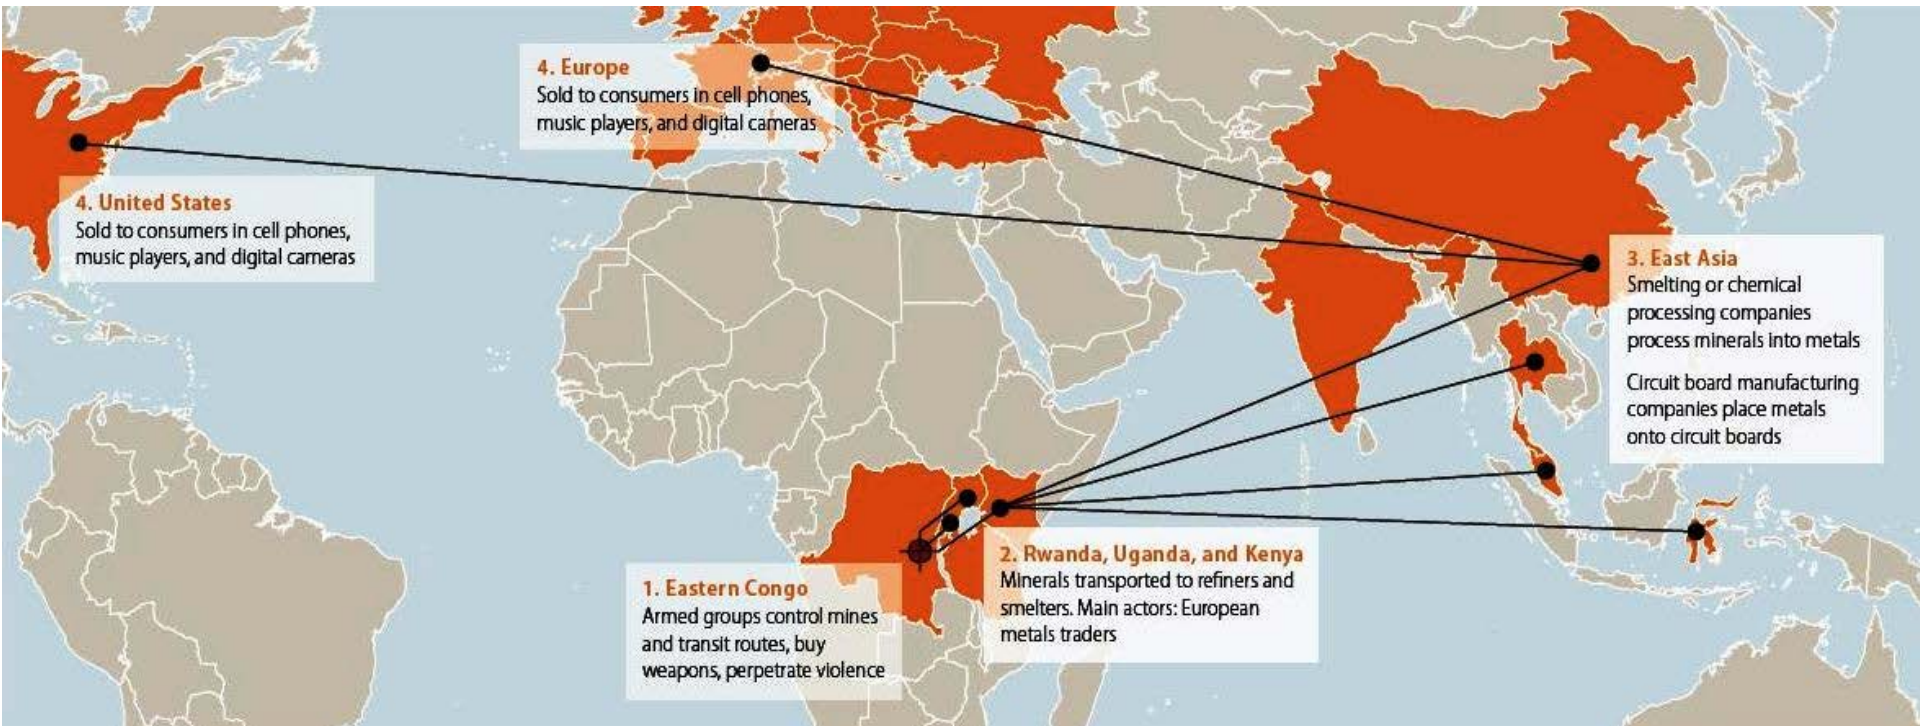 4. Europe
Sold to consumers in cell phones,
music players, and digital cameras
4. United States
Sold to consumers in cell phones,
music players, and digital cameras
3. East Asia
Smelting or chemical
processing companies
process minerals into metals
Circuit board manufacturing
companies place metals
onto circuit boards
2. Rwanda, Uganda, and Kenya
Minerals transported to refiners and
smelters. Main actors: European
metals traders
1. Eastern Congo
Armed groups control mines
and transit routes, buy
weapons, perpetrate violence